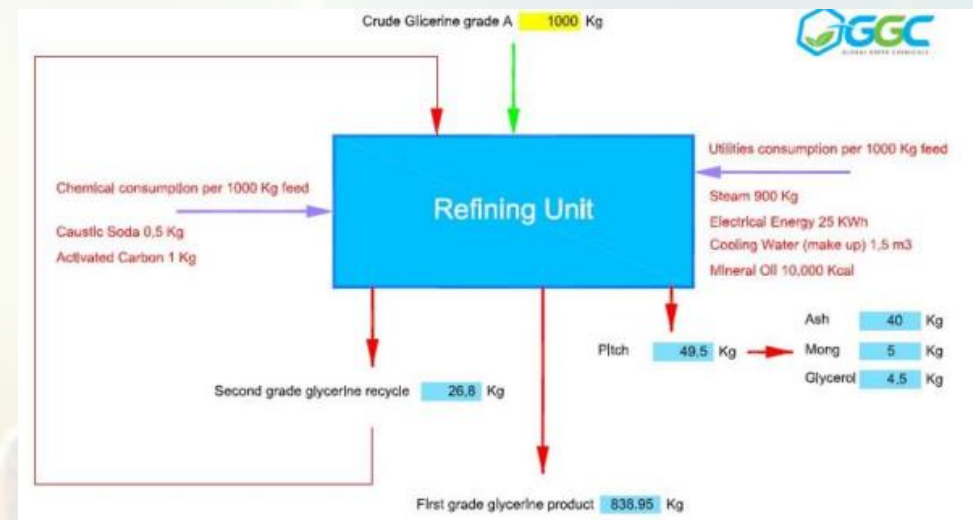 Crude Glicerine grade A 1000 Kg
GGC
GLOBAL GREEN CHEMICALS
Utilities consumption per 1000 Kg feed
Chemical consumption per 1000 Kg feed
Refining Unit
Steam 900 Kg
Caustic Soda 0,5 Kg
Electrical Energy 25 KWh
Activated Carbon 1 Kg
Cooling Water (make up) 1,5 m3
Mineral Oil 10,000 Kcal
Ash 40 Kg
Pitch 49,5 Kg
Mong 5 Kg
Glycerol 4,5 Kg
Second grade glycerine recycle 26,8 Kg
First grade glycerine product 838.95 Kg